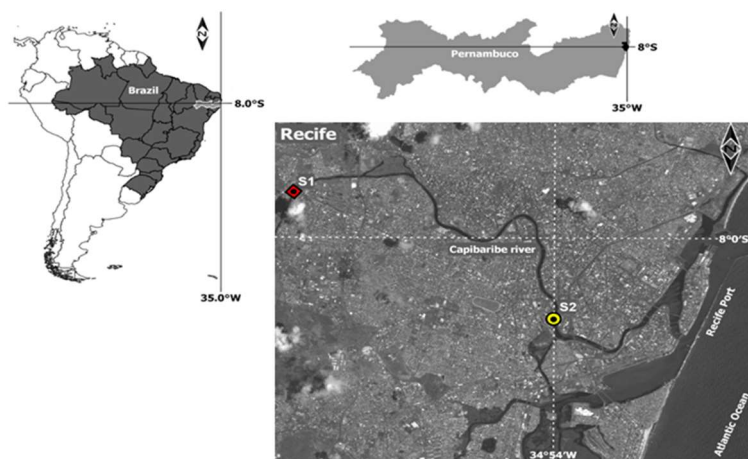 Z
Brazil
8.0°S
35.0°W
Z
Pernambuco
8°S
35°W
Recife
Z
S1
8°0'S
Capibaribe river
S2
Recife Port
Atlantic Ocean
34°54'W